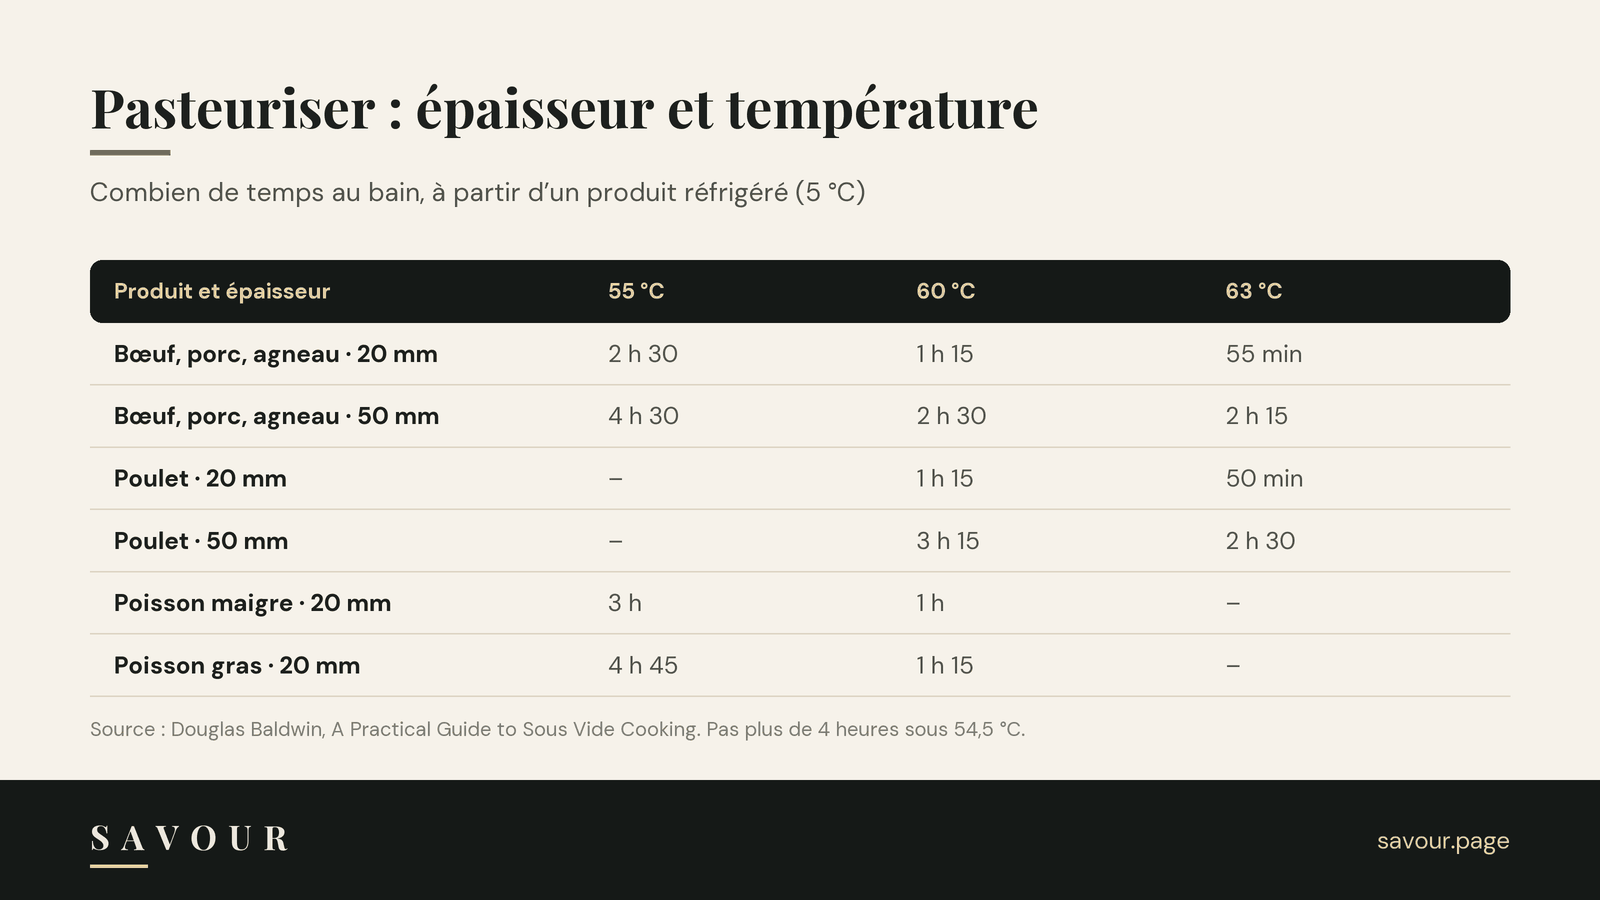 Pasteuriser : épaisseur et température
Combien de temps au bain, à partir d’un produit réfrigéré (5 °C)
Produit et épaisseur 55 °C 60 °C 63 °C
Bœuf, porc, agneau · 20 mm 2 h 30 1 h 15 55 min
Bœuf, porc, agneau · 50 mm 4 h 30 2 h 30 2 h 15
Poulet · 20 mm – 1 h 15 50 min
Poulet · 50 mm – 3 h 15 2 h 30
Poisson maigre · 20 mm 3 h 1 h –
Poisson gras · 20 mm 4 h 45 1 h 15 –
Source : Douglas Baldwin, A Practical Guide to Sous Vide Cooking. Pas plus de 4 heures sous 54,5 °C.
SAVOUR
savour.page